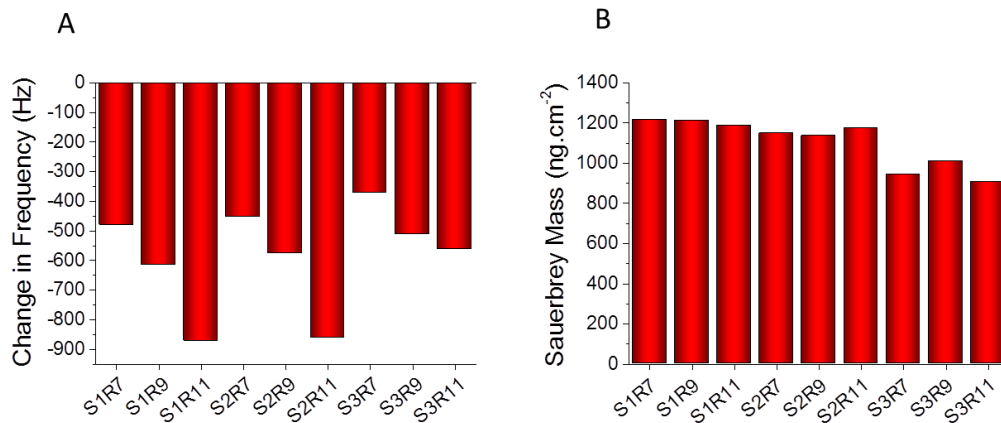 A
Change in Frequency (Hz)
0
-100
-200
-300
-400
-500
-600
-700
-800
-900
S1R7
S1R9
S1R11
S2R7
S2R9
S2R11
S3R7
S3R9
S3R11
B
Sauerbrey Mass (ng.cm-2)
1400
1200
1000
800
600
400
200
0
S1R7
S1R9
S1R11
S2R7
S2R9
S2R11
S3R7
S3R9
S3R11